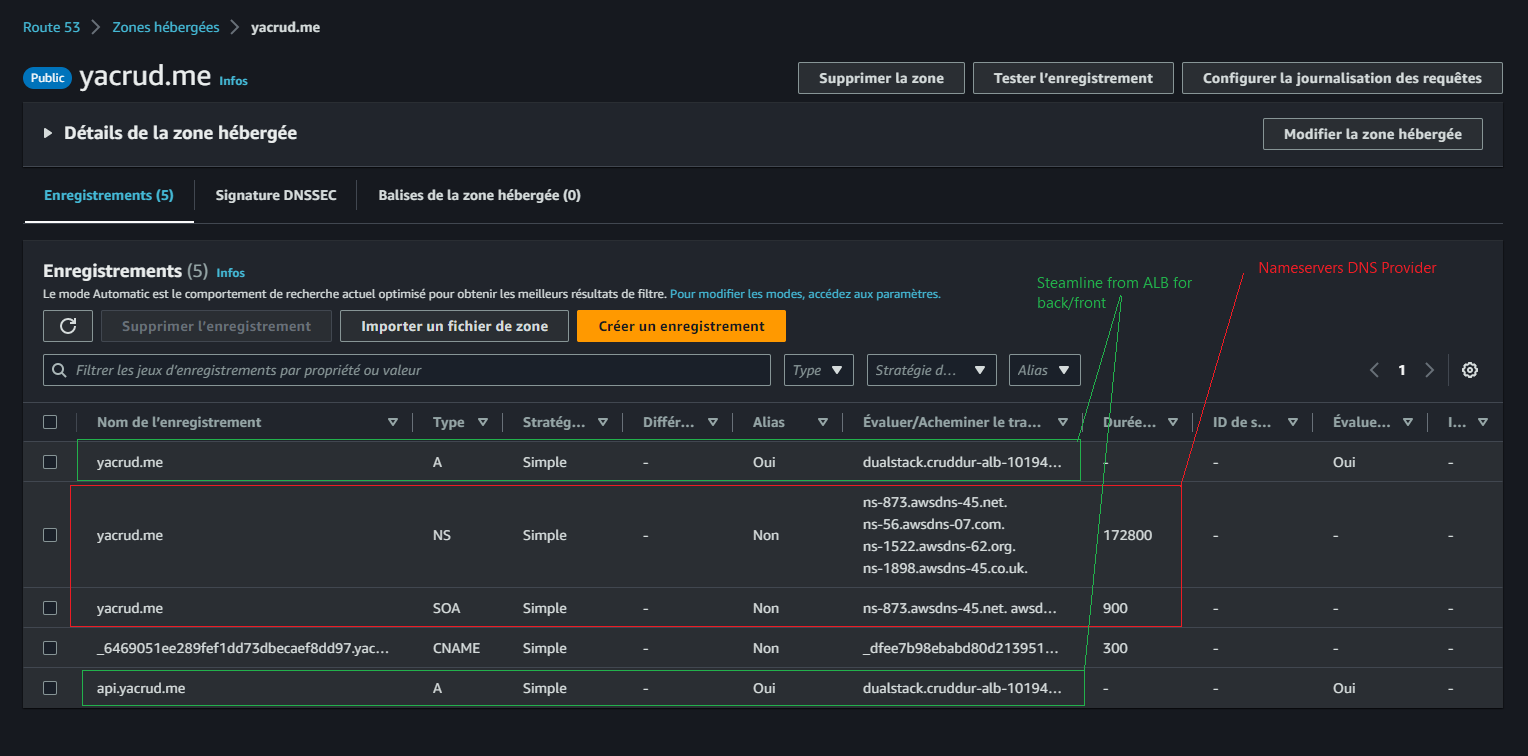 Route 53 > Zones hébergées > yacrud.me
Public yacrud.me Infos
Supprimer la zone Tester l'enregistrement Configurer la journalisation des requêtes
Détails de la zone hébergée Modifier la zone hébergée
Enregistrements (5) Signature DNSSEC Balises de la zone hébergée (0)
Enregistrements (5) Infos
Nameservers DNS Provider
Steamline from ALB for
back/front
Le mode Automatic est le comportement de recherche actuel optimisé pour obtenir les meilleurs résultats de filtre. Pour modifier les modes, accédez aux paramètres.
Supprimer l'enregistrement Importer un fichier de zone Créer un enregistrement
Filtrer les jeux d'enregistrements par propriété ou valeur Type Stratégie d... Alias 1
Nom de l'enregistrement Type Stratég... Différ... Alias Évaluer/Acheminer le tra... Durée... ID de s... Évalue... I...
yacrud.me A Simple - Oui dualstack.cruddur-alb-10194... - - Oui -
yacrud.me NS Simple - Non ns-873.awsdns-45.net. 172800 - - -
ns-56.awsdns-07.com.
ns-1522.awsdns-62.org.
ns-1898.awsdns-45.co.uk.
yacrud.me SOA Simple - Non ns-873.awsdns-45.net. awsd... 900 - - -
_6469051ee289fef1dd73dbecaef8dd97.yac... CNAME Simple - Non _dfee7b98ebabd80d213951... 300 - - -
api.yacrud.me A Simple - Oui dualstack.cruddur-alb-10194... - - Oui -